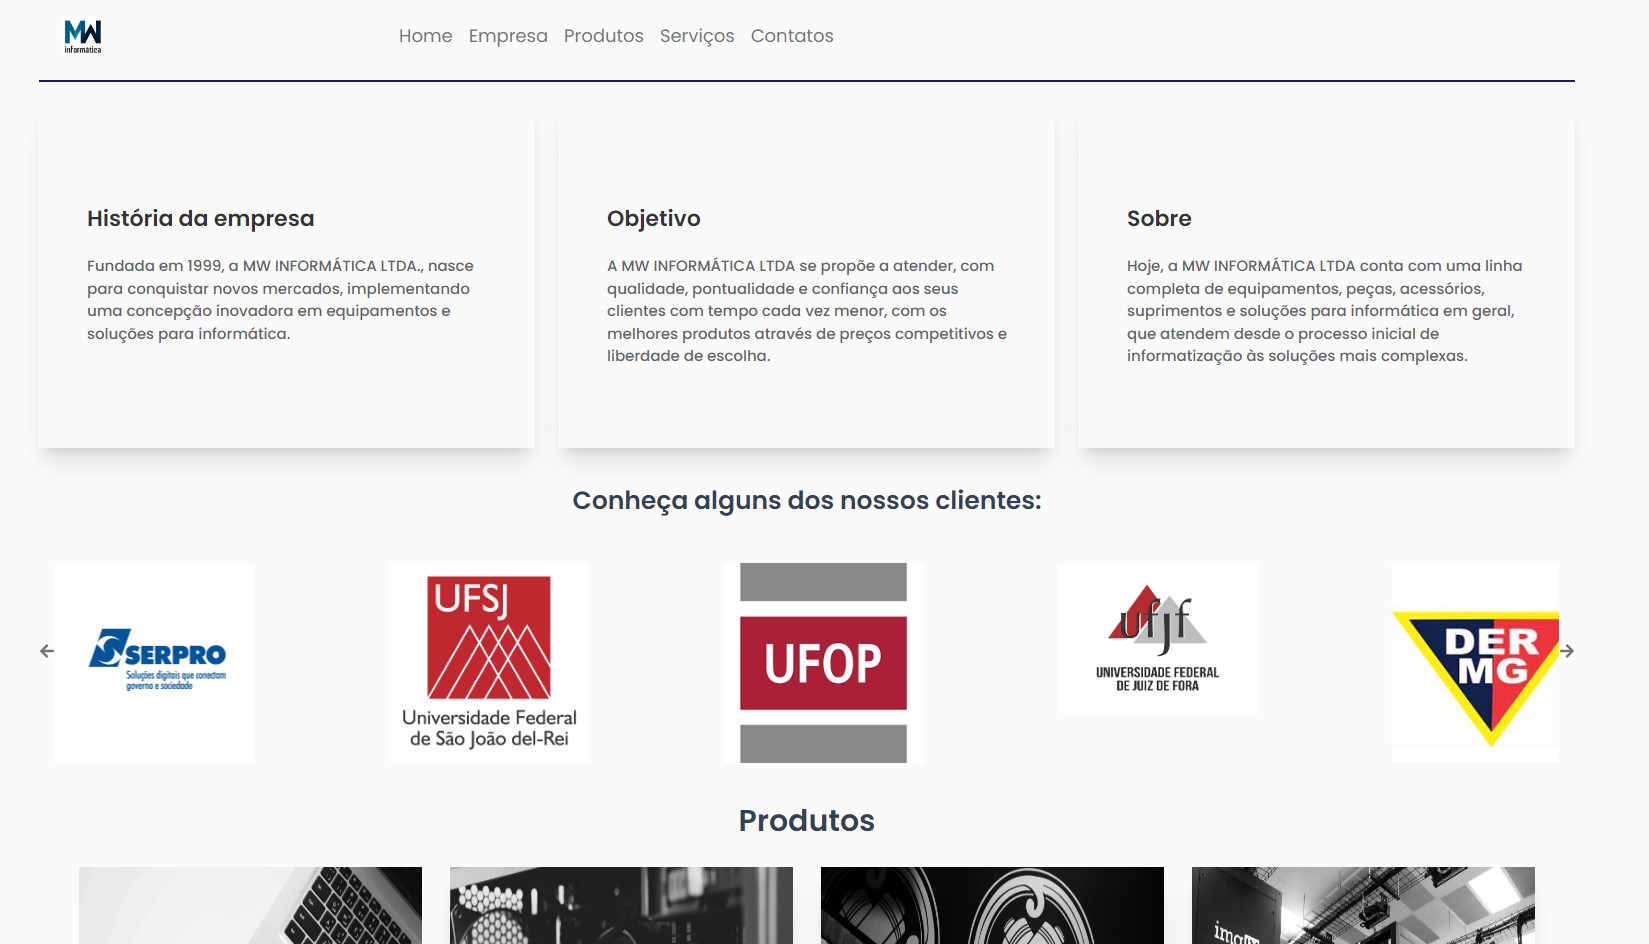 MW
informática
Home Empresa Produtos Serviços Contatos
História da empresa
Fundada em 1999, a MW INFORMÁTICA LTDA., nasce
para conquistar novos mercados, implementando
uma concepção inovadora em equipamentos e
soluções para informática.
Objetivo
A MW INFORMÁTICA LTDA se propõe a atender, com
qualidade, pontualidade e confiança aos seus
clientes com tempo cada vez menor, com os
melhores produtos através de preços competitivos e
liberdade de escolha.
Sobre
Hoje, a MW INFORMÁTICA LTDA conta com uma linha
completa de equipamentos, peças, acessórios,
suprimentos e soluções para informática em geral,
que atendem desde o processo inicial de
informatização às soluções mais complexas.
Conheça alguns dos nossos clientes:
SERPRO
Soluções digitais que conectam
governo e sociedade
UFSJ
Universidade Federal
de São João del-Rei
UFOP
ufjf
UNIVERSIDADE FEDERAL
DE JUIZ DE FORA
DER
MG
Produtos